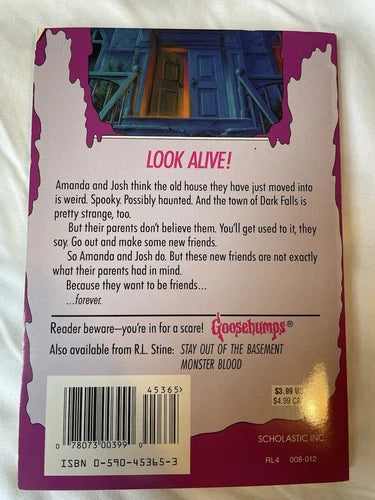 LOOK ALIVE!
Amanda and Josh think the old house they have just moved into
is weird. Spooky. Possibly haunted. And the town of Dark Falls is
pretty strange, too.
But their parents don't believe them. You'll get used to it, they
say. Go out and make some new friends.
So Amanda and Josh do. But these new friends are not exactly
what their parents had in mind.
Because they want to be friends...
...forever.
Reader beware—you're in for a scare! Goosebumps®
Also available from R.L. Stine: STAY OUT OF THE BASEMENT
MONSTER BLOOD
45365>
0 78073 00399 0
ISBN 0-590-45365-3
$3.99 US
$4.99 CA
SCHOLASTIC INC.
RL4 008-012